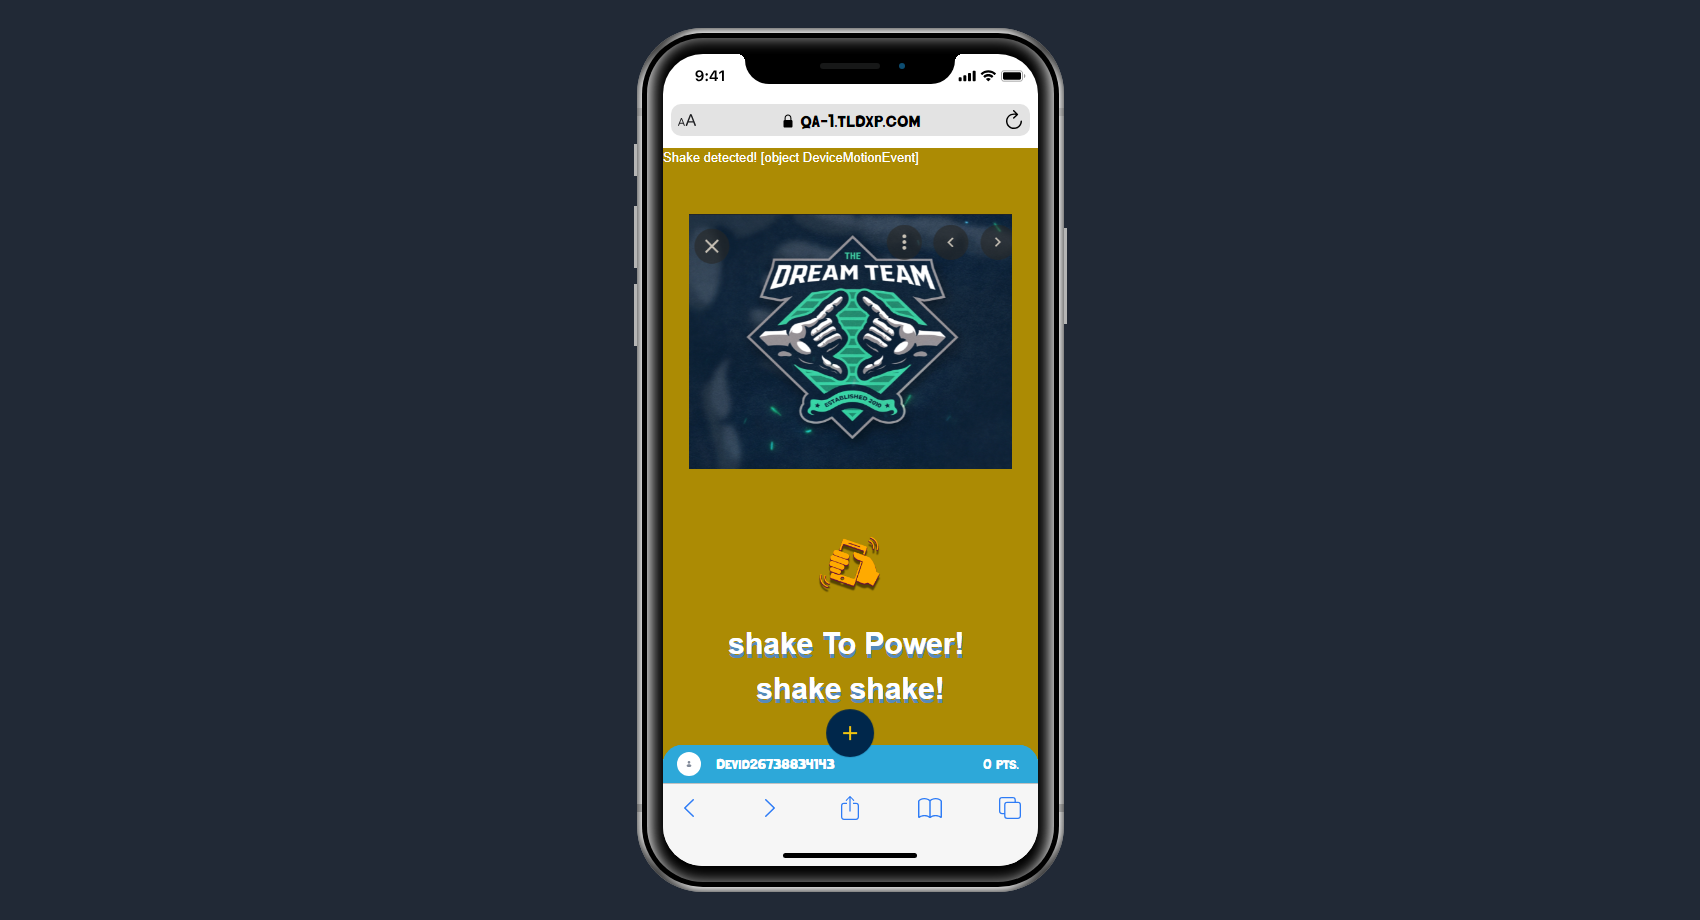 9:41
AA
QA-1.TLDXP.COM
Shake detected! [object DeviceMotionEvent]
THE
DREAM TEAM
ESTABLISHED 2010
shake To Power!
shake shake!
+
Devid26738834143
0 PTS.